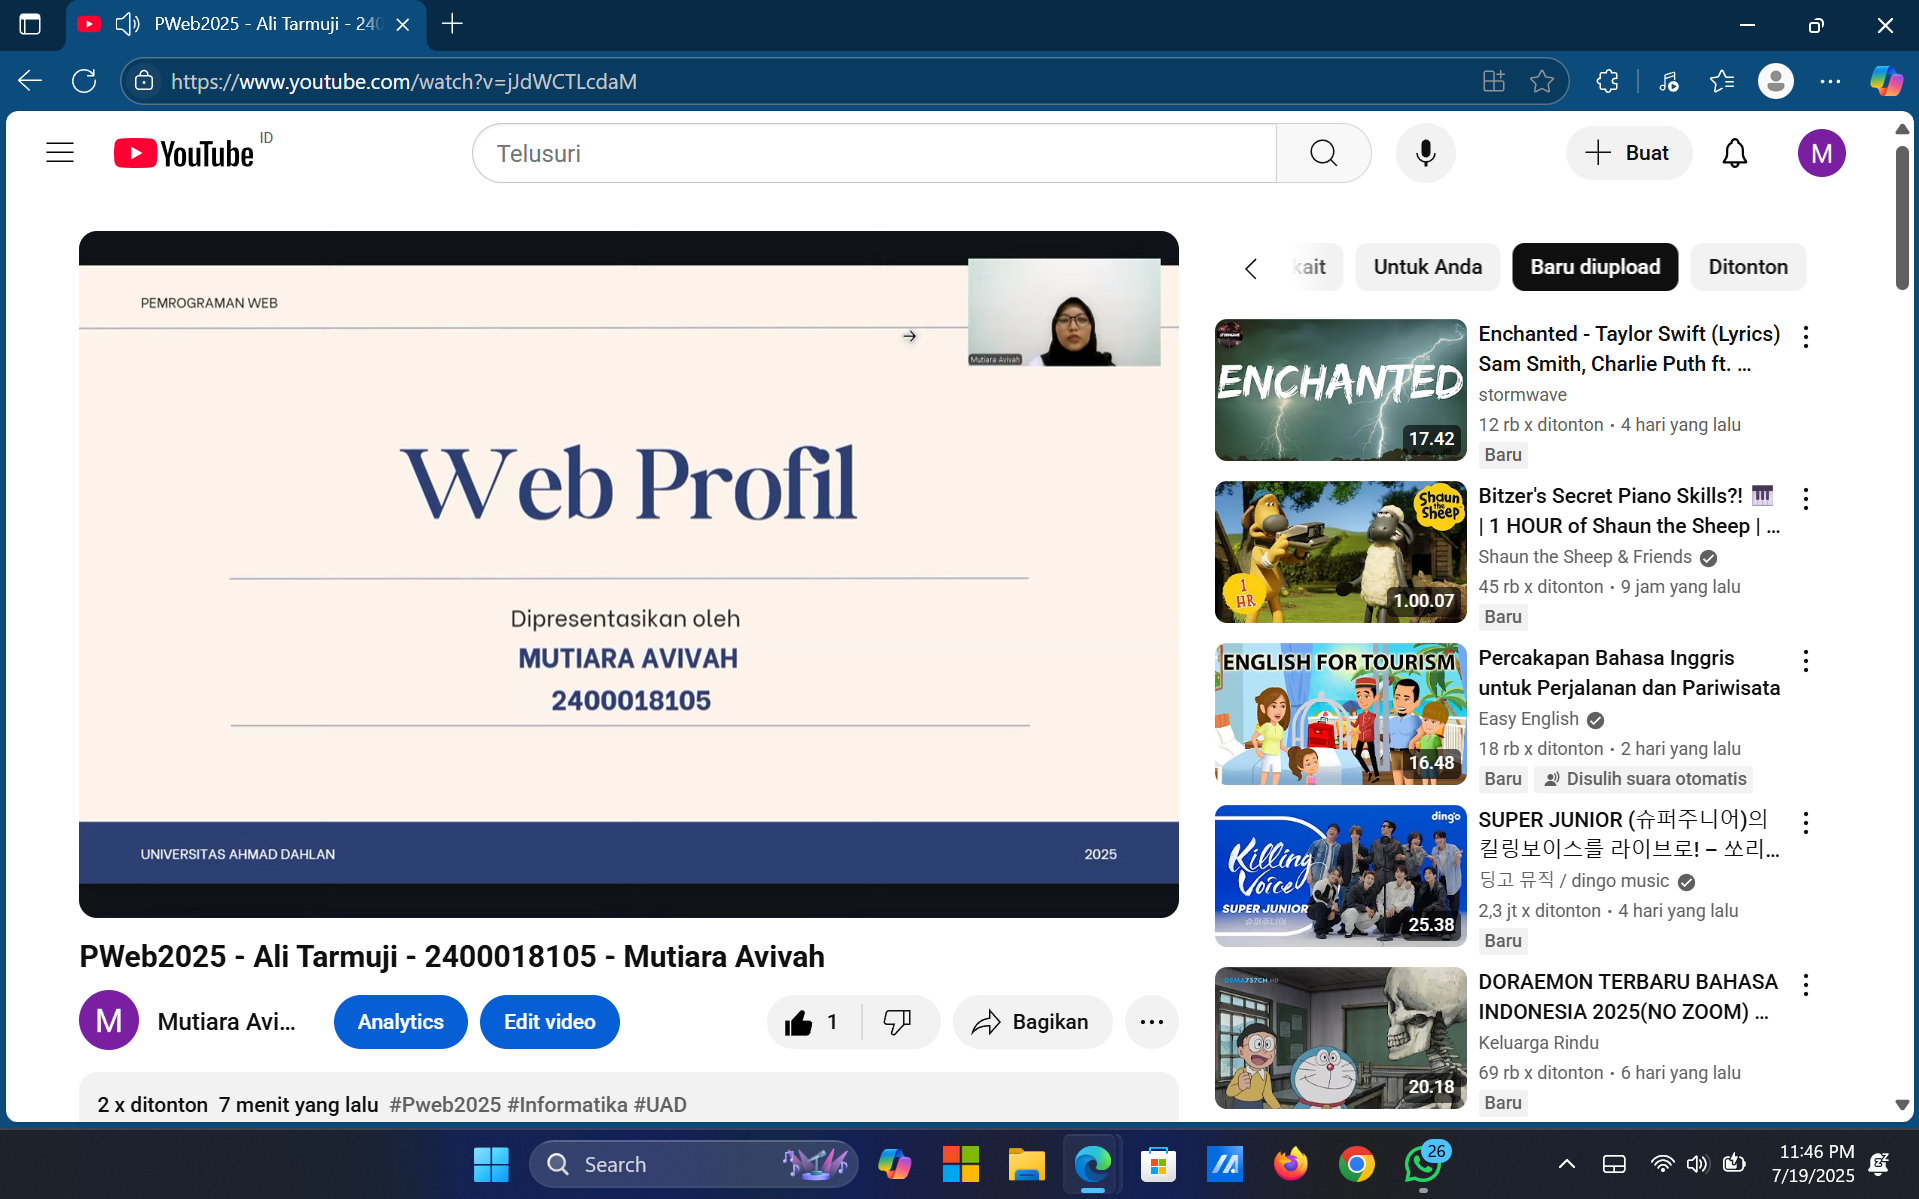 PWeb2025 - Ali Tarmuji - 240
https://www.youtube.com/watch?v=jJdWCTLcdaM
YouTube ID
Telusuri
Buat
M
PEMROGRAMAN WEB
Mutiara Avivah
Web Profil
Dipresentasikan oleh
MUTIARA AVIVAH
2400018105
UNIVERSITAS AHMAD DAHLAN
2025
PWeb2025 - Ali Tarmuji - 2400018105 - Mutiara Avivah
M
Mutiara Avi...
Analytics
Edit video
1
Bagikan
2 x ditonton 7 menit yang lalu #Pweb2025 #Informatika #UAD
kait
Untuk Anda
Baru diupload
Ditonton
ENCHANTED
17.42
Enchanted - Taylor Swift (Lyrics)
Sam Smith, Charlie Puth ft. ...
stormwave
12 rb x ditonton • 4 hari yang lalu
Baru
Shaun
the
Sheep
1
HR
1.00.07
Bitzer's Secret Piano Skills?! 🎹
| 1 HOUR of Shaun the Sheep | ...
Shaun the Sheep & Friends
45 rb x ditonton • 9 jam yang lalu
Baru
ENGLISH FOR TOURISM
16.48
Percakapan Bahasa Inggris
untuk Perjalanan dan Pariwisata
Easy English
18 rb x ditonton • 2 hari yang lalu
Baru
Disulih suara otomatis
dingo
Killing
Voice
SUPER JUNIOR
슈퍼주니어
25.38
SUPER JUNIOR (슈퍼주니어)의
킬링보이스를 라이브로! – 쏘리...
딩고 뮤직 / dingo music
2,3 jt x ditonton • 4 hari yang lalu
Baru
20.18
DORAEMON TERBARU BAHASA
INDONESIA 2025(NO ZOOM) ...
Keluarga Rindu
69 rb x ditonton • 6 hari yang lalu
Baru
Search
26
11:46 PM
7/19/2025